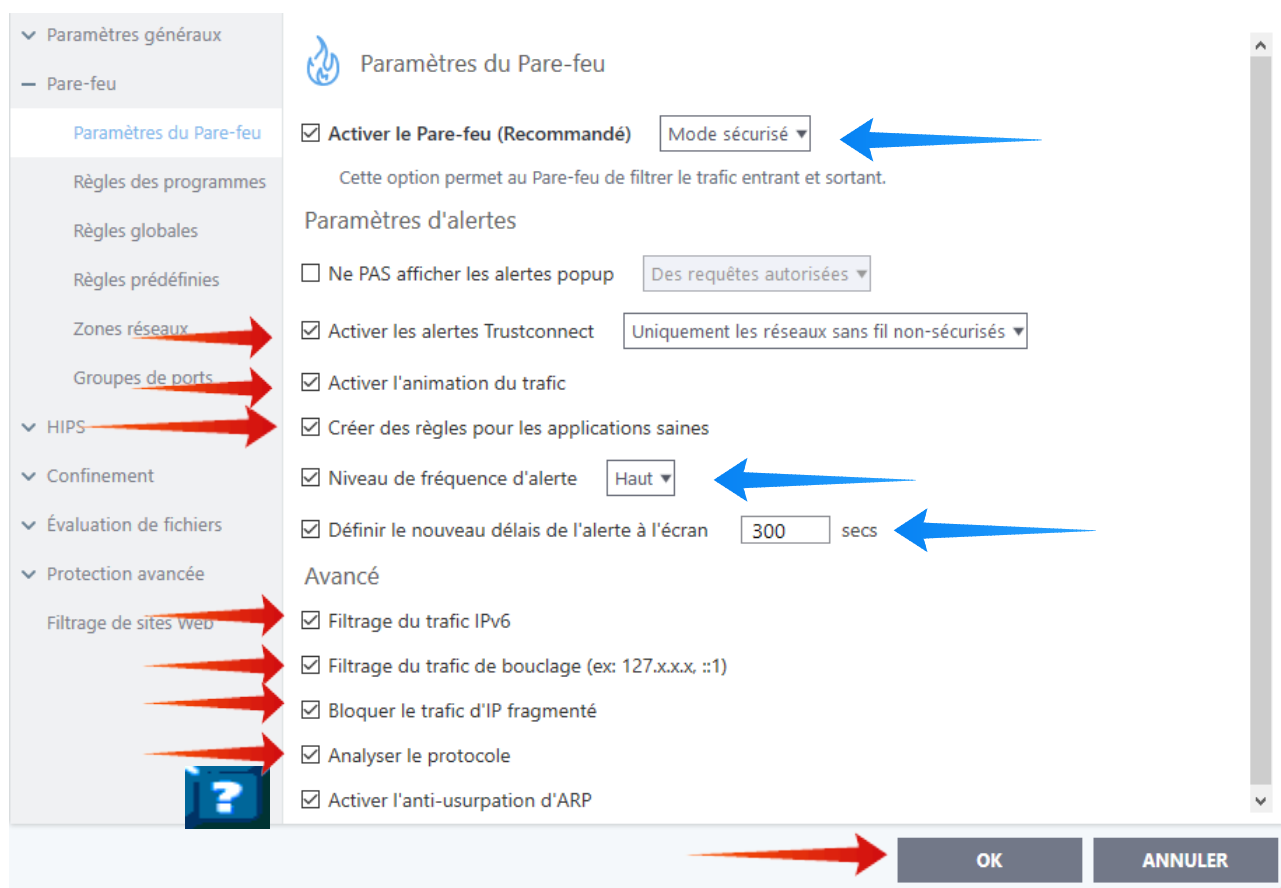 Paramètres généraux
Pare-feu
Paramètres du Pare-feu
Règles des programmes
Règles globales
Règles prédéfinies
Zones réseaux
Groupes de ports
HIPS
Confinement
Évaluation de fichiers
Protection avancée
Filtrage de sites Web
?
Paramètres du Pare-feu
Activer le Pare-feu (Recommandé) Mode sécurisé
Cette option permet au Pare-feu de filtrer le trafic entrant et sortant.
Paramètres d'alertes
Ne PAS afficher les alertes popup Des requêtes autorisées
Activer les alertes Trustconnect Uniquement les réseaux sans fil non-sécurisés
Activer l'animation du trafic
Créer des règles pour les applications saines
Niveau de fréquence d'alerte Haut
Définir le nouveau délais de l'alerte à l'écran 300 secs
Avancé
Filtrage du trafic IPv6
Filtrage du trafic de bouclage (ex: 127.x.x.x, ::1)
Bloquer le trafic d'IP fragmenté
Analyser le protocole
Activer l'anti-usurpation d'ARP
OK ANNULER